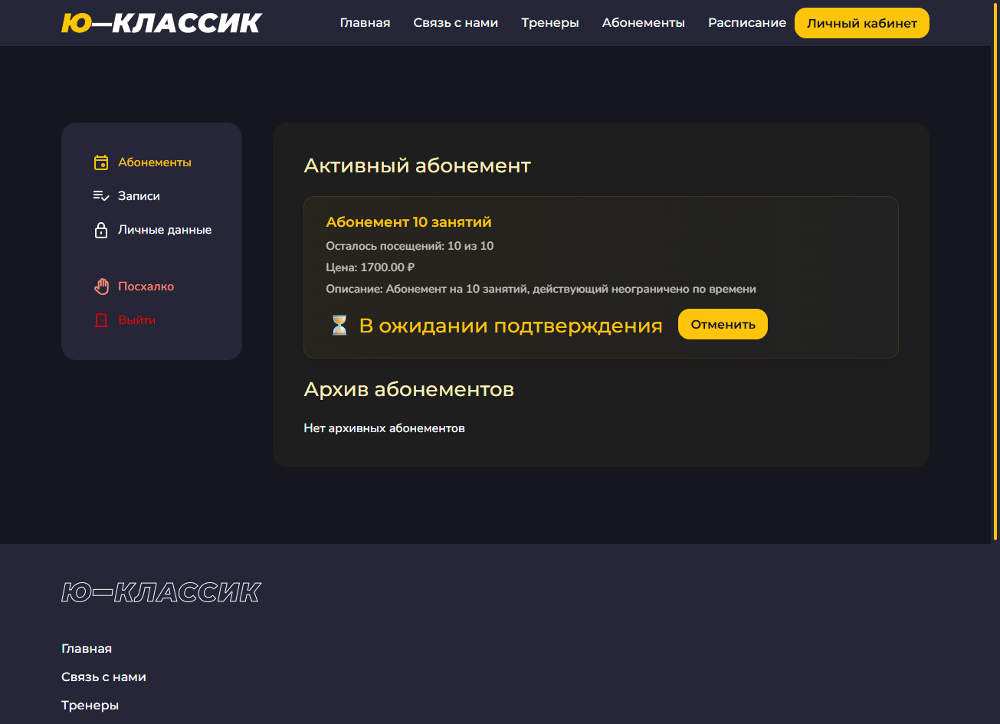 Ю—КЛАССИК
Главная
Связь с нами
Тренеры
Абонементы
Расписание
Личный кабинет
Абонементы
Записи
Личные данные
Посхалко
Выйти
Активный абонемент
Абонемент 10 занятий
Осталось посещений: 10 из 10
Цена: 1700.00 ₽
Описание: Абонемент на 10 занятий, действующий неограничено по времени
⏳ В ожидании подтверждения
Отменить
Архив абонементов
Нет архивных абонементов
Ю—КЛАССИК
Главная
Связь с нами
Тренеры